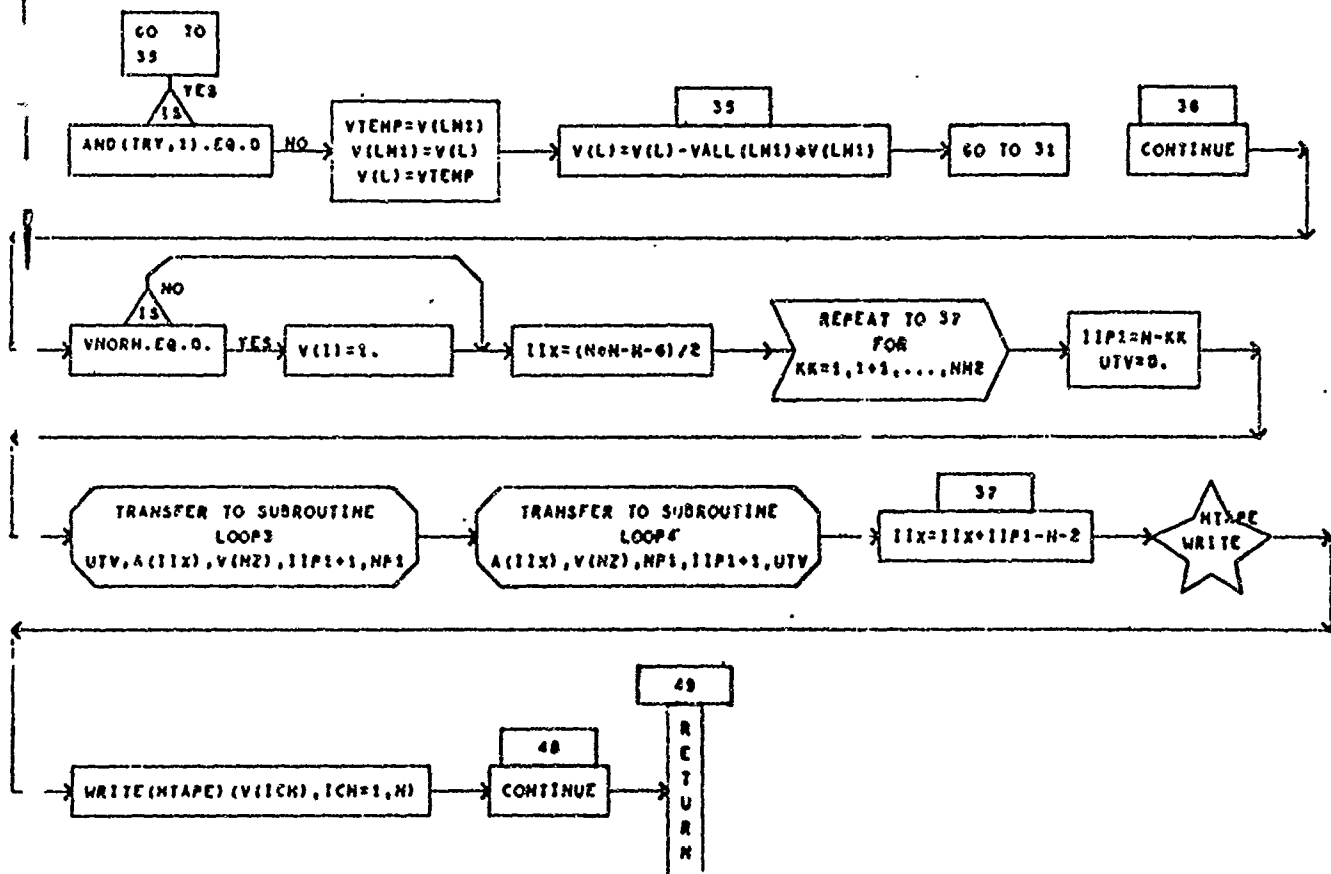 GO TO
35
YES
IS
AND(TRY,1).EQ.0
NO
VTEMP=V(LM1)
V(LM1)=V(L)
V(L)=VTEMP
35
V(L)=V(L)-VALL(LM1)*V(LM1)
GO TO 31
36
CONTINUE
NO
IS
VNORM.EQ.0.
YES
V(I)=1.
IIX=(N*N-N-6)/2
REPEAT TO 37
FOR
KK=1,1+1,...,NM2
IIP1=N-KK
UTV=0.
TRANSFER TO SUBROUTINE
LOOP3
UTV,A(IIX),V(N2),IIP1+1,NP1
TRANSFER TO SUBROUTINE
LOOP4
A(IIX),V(N2),NP1,IIP1+1,UTV
37
IIX=IIX+IIP1-N-2
MTAPE
WRITE
WRITE(MTAPE)(V(ICH),ICH=1,N)
48
CONTINUE
49
RETURN